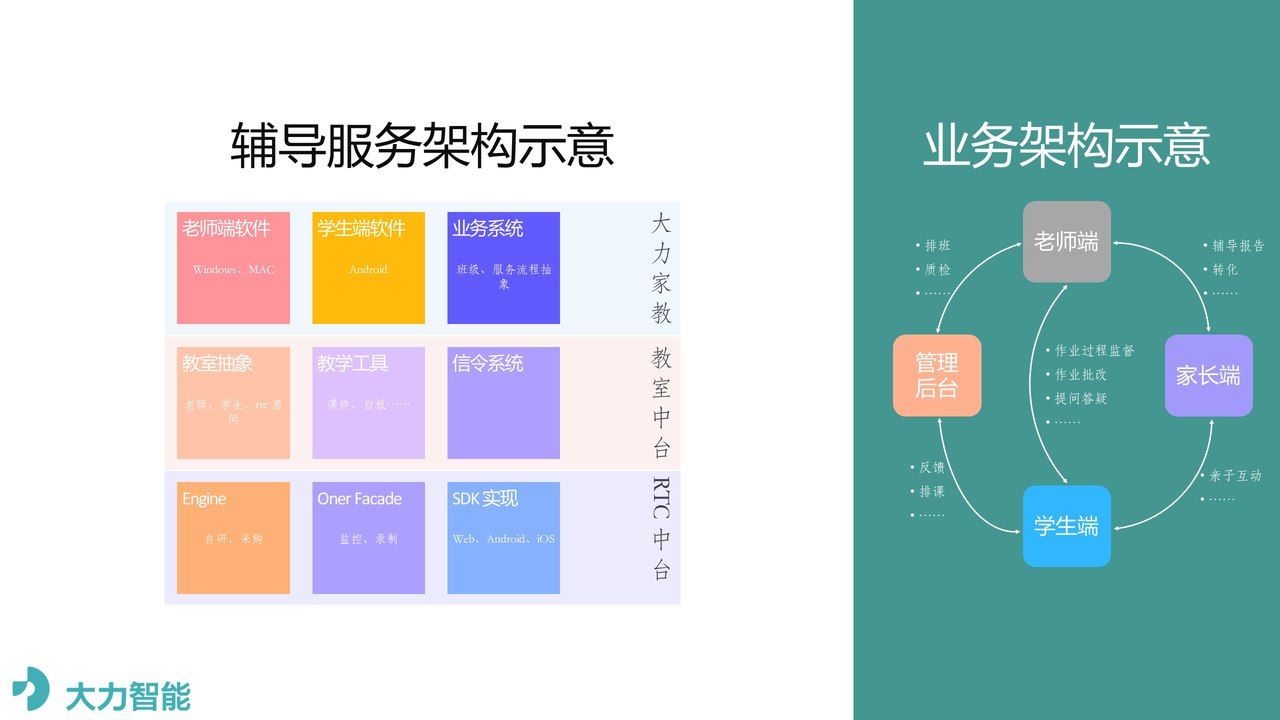 辅导服务架构示意
老师端软件
Windows、MAC
学生端软件
Android
业务系统
班级、服务流程抽
象
大力家教
教室抽象
老师、学生、rtc 房
间
教学工具
课件、白板……
信令系统
教室中台
Engine
自研、采购
Oner Facade
监控、录制
SDK 实现
Web、Android、iOS
RTC 中台
大力智能
业务架构示意
老师端
• 排班
• 质检
• ……
• 辅导报告
• 转化
• ……
管理
后台
• 作业过程监督
• 作业批改
• 提问答疑
• ……
家长端
• 反馈
• 排课
• ……
• 亲子互动
• ……
学生端